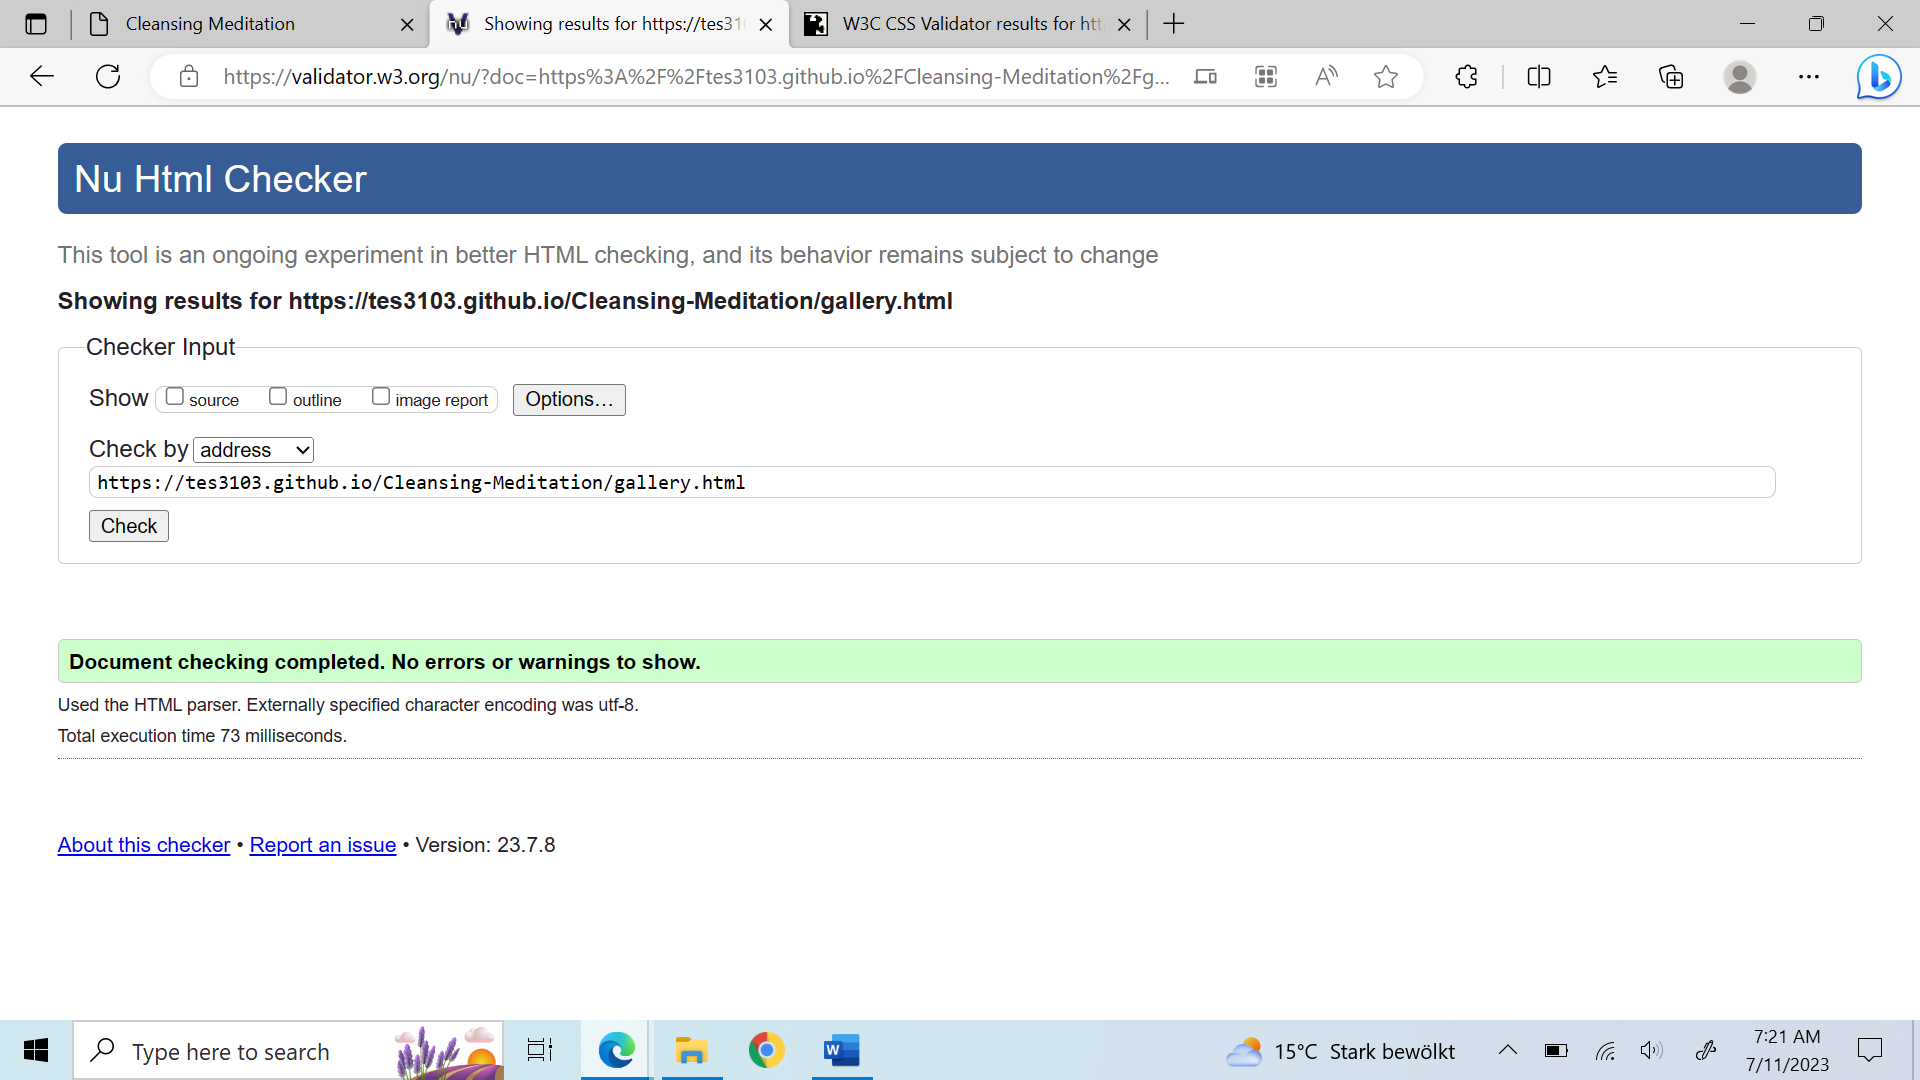 Cleansing Meditation
Showing results for https://tes31
W3C CSS Validator results for htt
https://validator.w3.org/nu/?doc=https%3A%2F%2Ftes3103.github.io%2FCleansing-Meditation%2Fg...
Nu Html Checker
This tool is an ongoing experiment in better HTML checking, and its behavior remains subject to change
Showing results for https://tes3103.github.io/Cleansing-Meditation/gallery.html
Checker Input
Show source outline image report Options...
Check by address
https://tes3103.github.io/Cleansing-Meditation/gallery.html
Check
Document checking completed. No errors or warnings to show.
Used the HTML parser. Externally specified character encoding was utf-8.
Total execution time 73 milliseconds.
About this checker • Report an issue • Version: 23.7.8
Type here to search
15°C Stark bewölkt
7:21 AM
7/11/2023